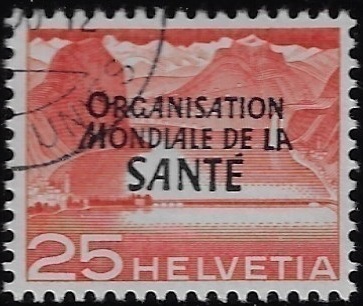 ORGANISATION
MONDIALE DE LA
SANTÉ
25 HELVETIA